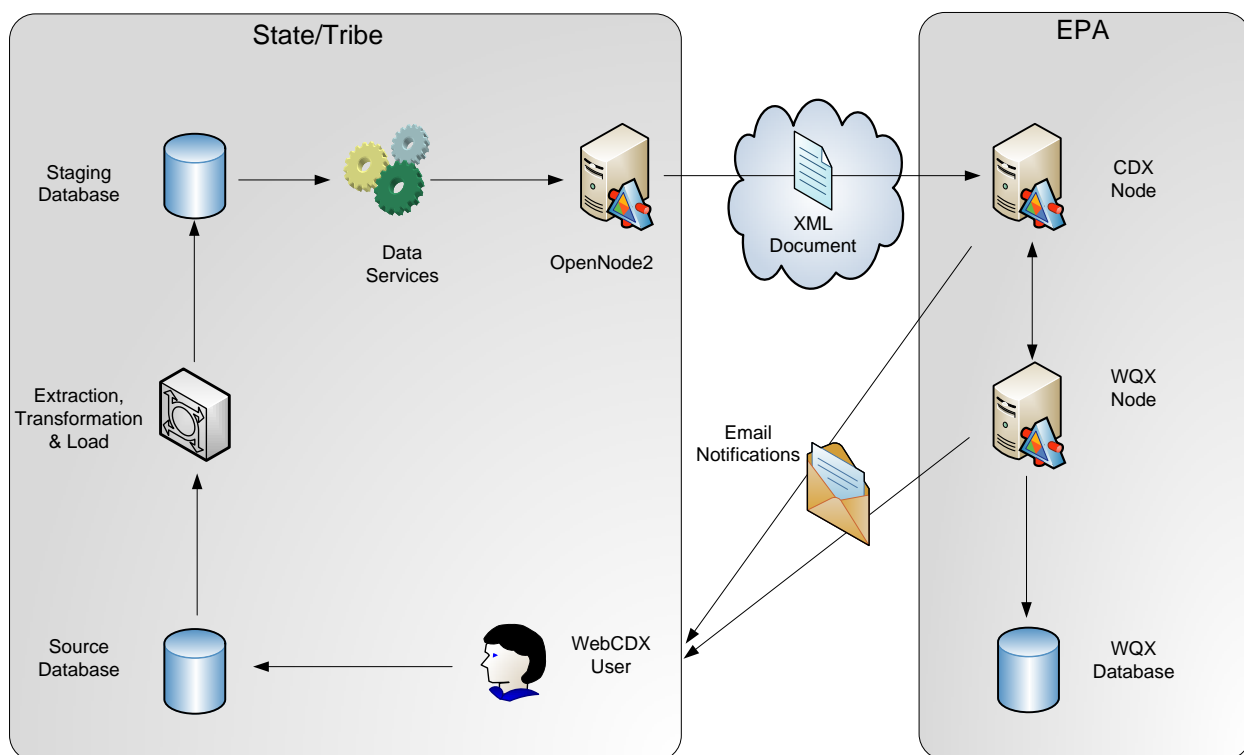 State/Tribe
EPA
Staging
Database
Data
Services
OpenNode2
XML
Document
CDX
Node
Extraction,
Transformation
& Load
Email
Notifications
WQX
Node
Source
Database
WebCDX
User
WQX
Database